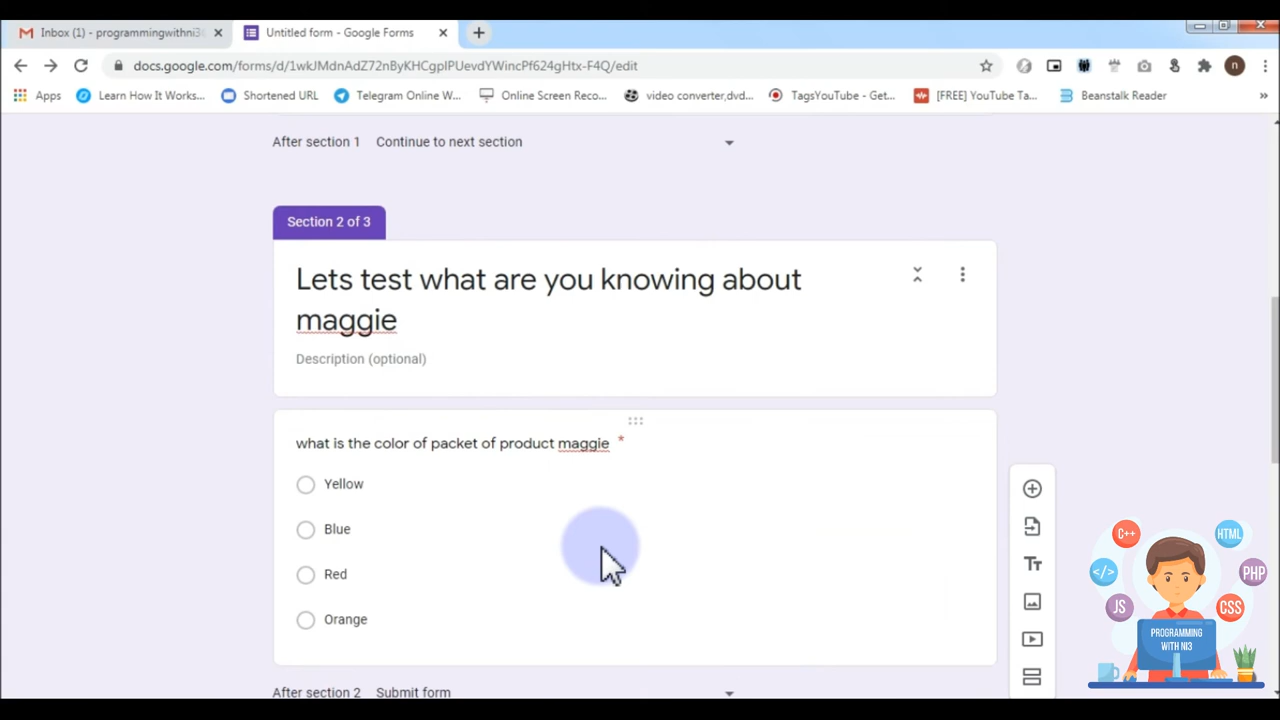 Inbox (1) - programmingwithni3
Untitled form - Google Forms
docs.google.com/forms/d/1wkJMdnAdZ72nByKHCgpIPUevdYWincPf624gHtx-F4Q/edit
n
Apps
Learn How It Works...
Shortened URL
Telegram Online W...
Online Screen Reco...
video converter,dvd...
TagsYouTube - Get...
[FREE] YouTube Ta...
Beanstalk Reader
After section 1 Continue to next section
Section 2 of 3
Lets test what are you knowing about
maggie
Description (optional)
what is the color of packet of product maggie *
Yellow
Blue
Red
Orange
After section 2 Submit form
C++
HTML
</>
PHP
JS
CSS
PROGRAMMING
WITH NI3